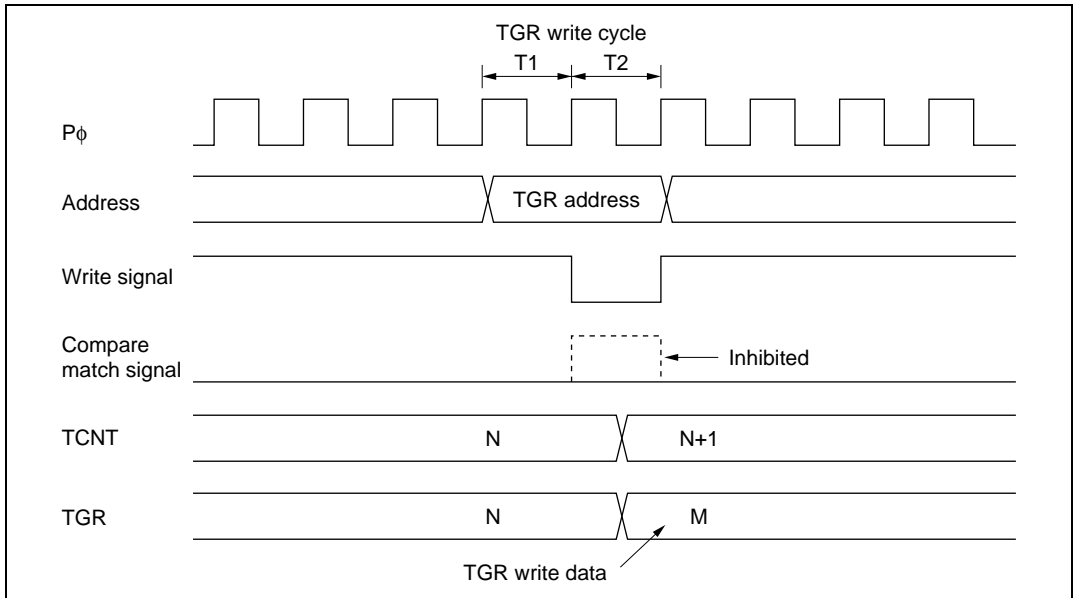 TGR write cycle
T1 T2
Pϕ
Address TGR address
Write signal
Compare
match signal Inhibited
TCNT N N+1
TGR N M
TGR write data